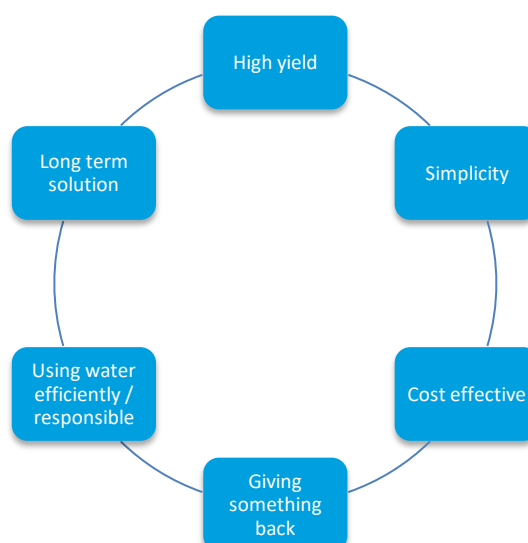 High yield
Simplicity
Cost effective
Giving
something
back
Using water
efficiently /
responsible
Long term
solution